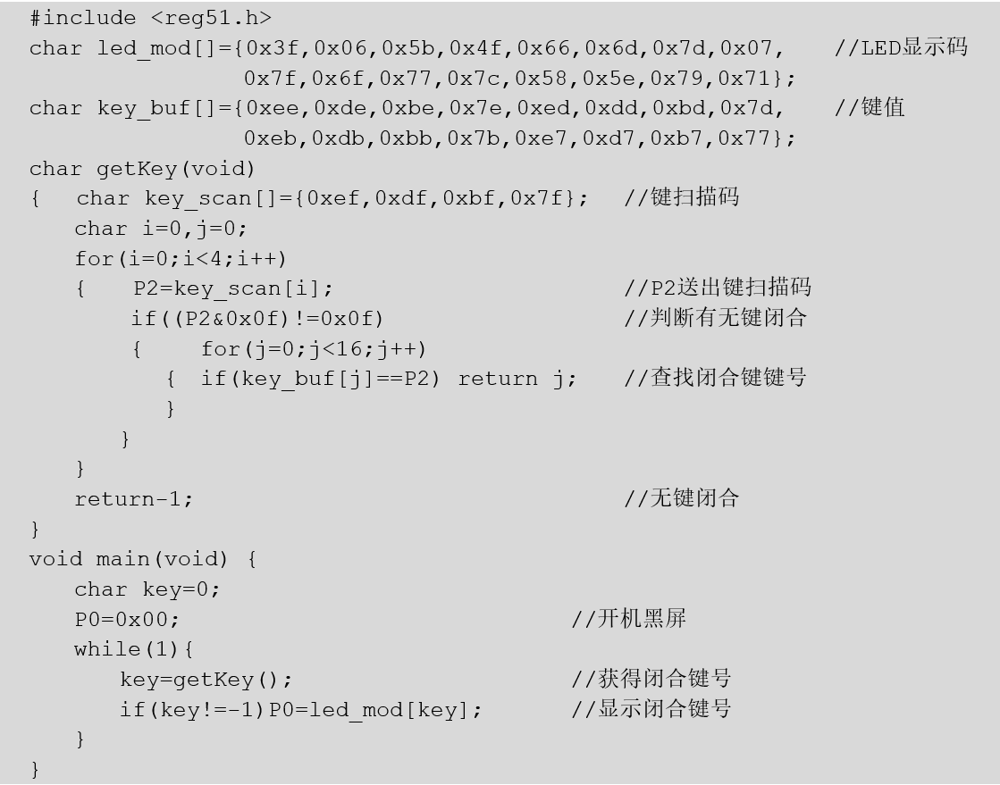 #include <reg51.h>
char led_mod[]={0x3f,0x06,0x5b,0x4f,0x66,0x6d,0x7d,0x07, //LED显示码
0x7f,0x6f,0x77,0x7c,0x58,0x5e,0x79,0x71};
char key_buf[]={0xee,0xde,0xbe,0x7e,0xed,0xdd,0xbd,0x7d, //键值
0xeb,0xdb,0xbb,0x7b,0xe7,0xd7,0xb7,0x77};
char getKey(void)
{ char key_scan[]={0xef,0xdf,0xbf,0x7f}; //键扫描码
char i=0,j=0;
for(i=0;i<4;i++)
{ P2=key_scan[i]; //P2送出键扫描码
if((P2&0x0f)!=0x0f) //判断有无键闭合
{ for(j=0;j<16;j++)
{ if(key_buf[j]==P2) return j; //查找闭合键键号
}
}
}
return-1; //无键闭合
}
void main(void) {
char key=0;
P0=0x00; //开机黑屏
while(1){
key=getKey(); //获得闭合键号
if(key!=-1)P0=led_mod[key]; //显示闭合键号
}
}